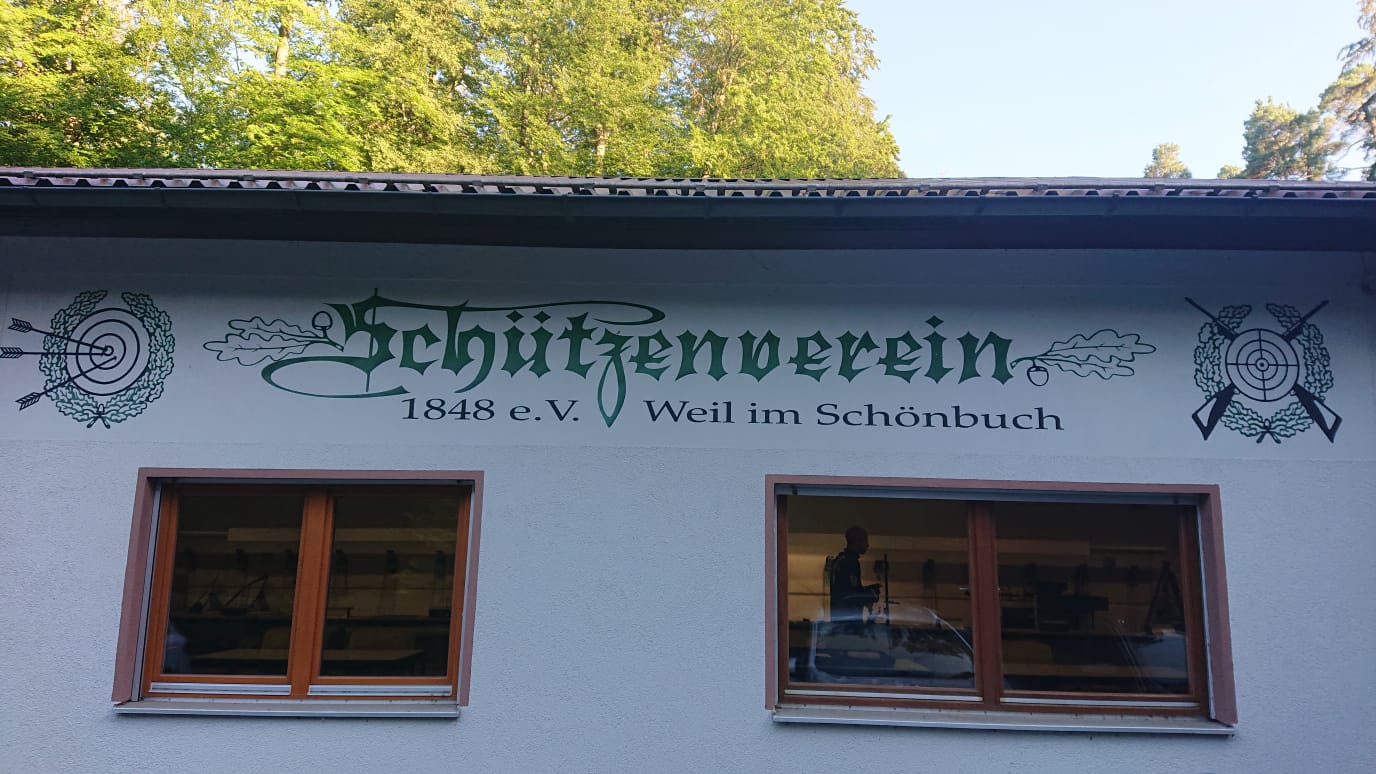 Schützenverein
1848 e.V. Weil im Schönbuch